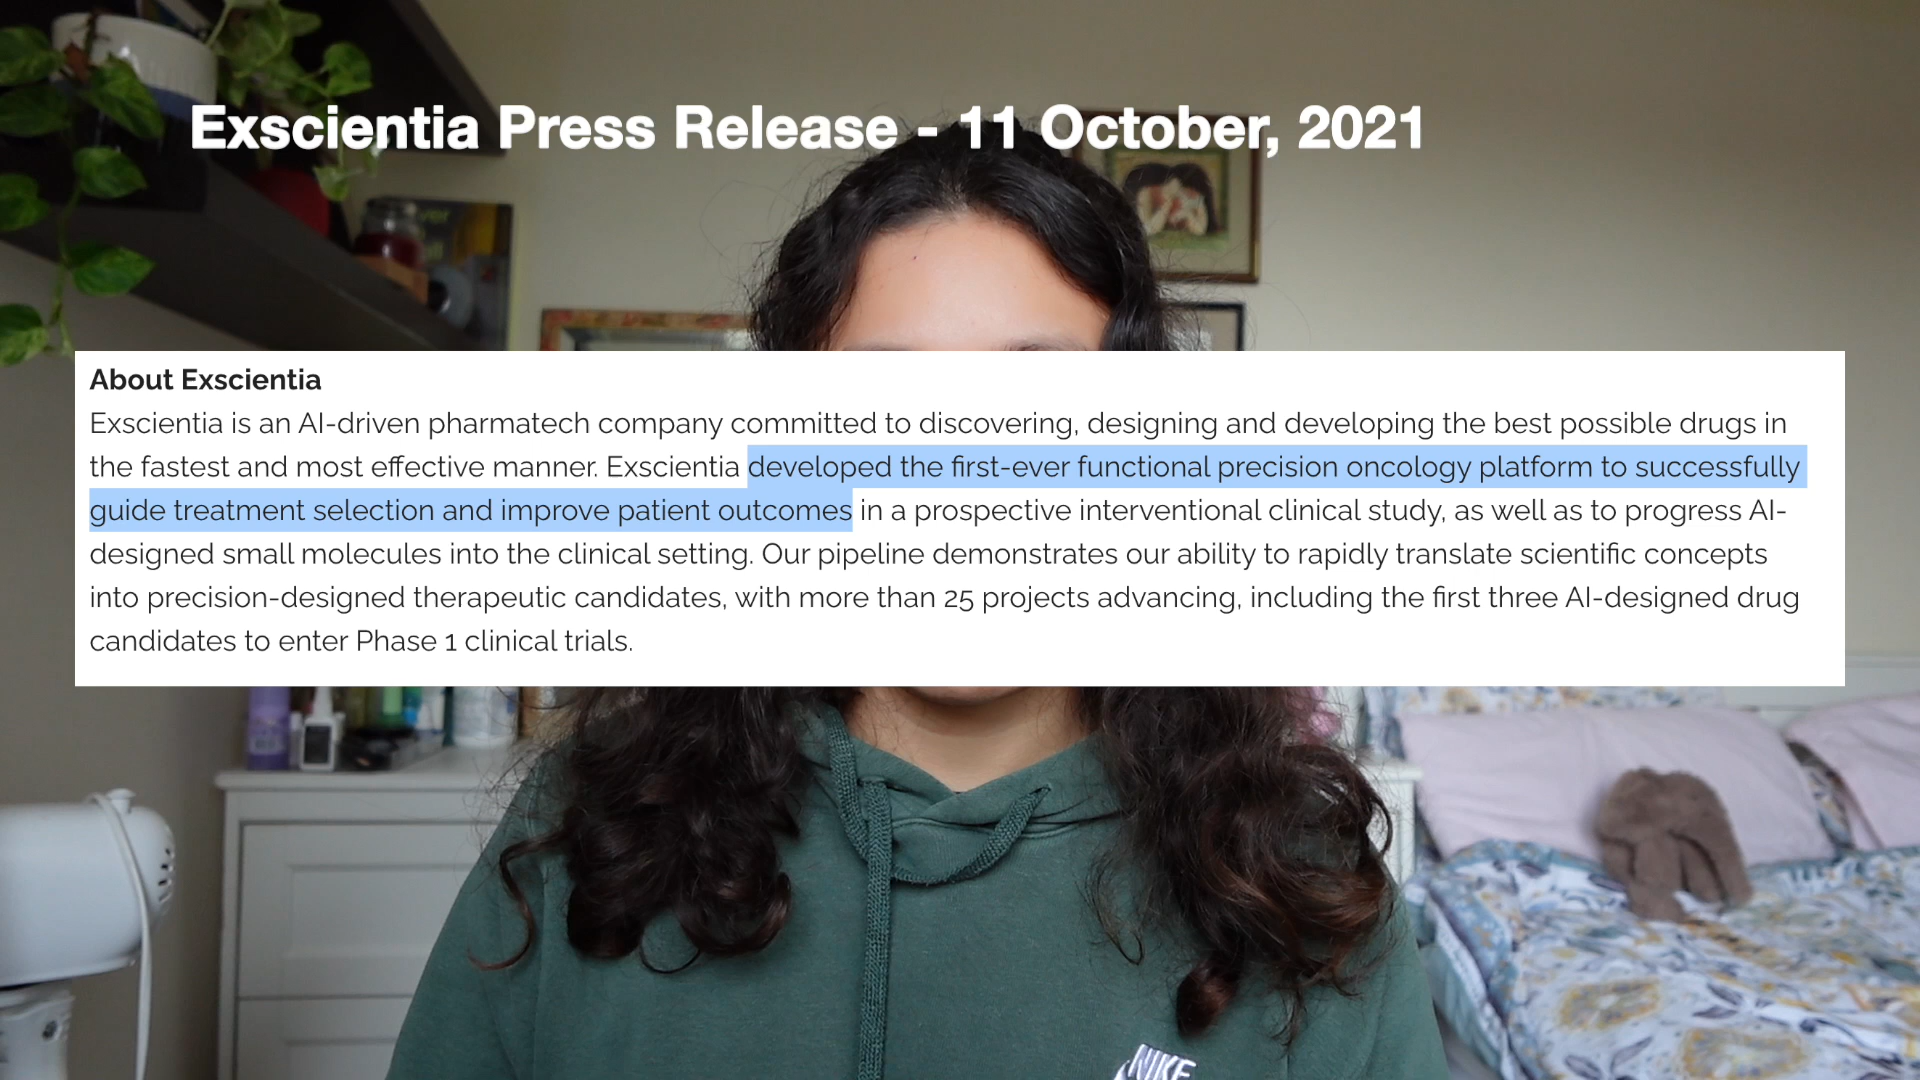 Exscientia Press Release - 11 October, 2021
About Exscientia
Exscientia is an AI-driven pharmatech company committed to discovering, designing and developing the best possible drugs in
the fastest and most effective manner. Exscientia developed the first-ever functional precision oncology platform to successfully
guide treatment selection and improve patient outcomes in a prospective interventional clinical study, as well as to progress AI-
designed small molecules into the clinical setting. Our pipeline demonstrates our ability to rapidly translate scientific concepts
into precision-designed therapeutic candidates, with more than 25 projects advancing, including the first three AI-designed drug
candidates to enter Phase 1 clinical trials.
NIKE